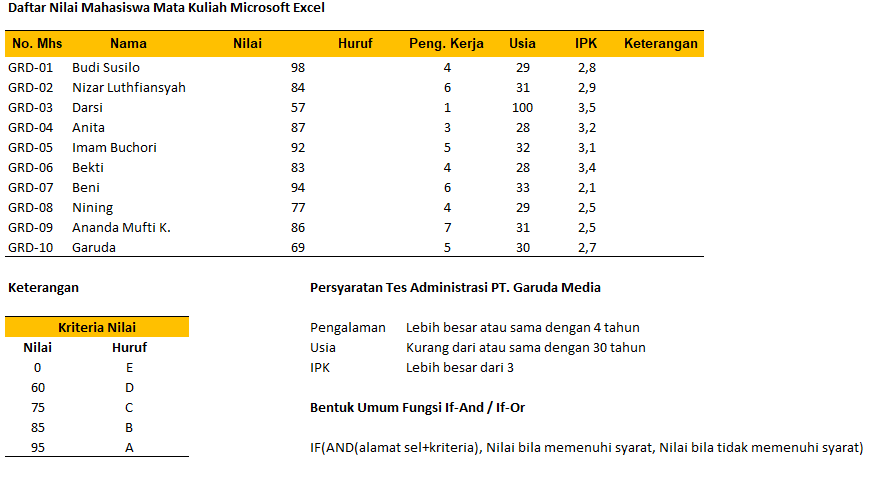 Daftar Nilai Mahasiswa Mata Kuliah Microsoft Excel
No. Mhs Nama Nilai Huruf Peng. Kerja Usia IPK Keterangan
GRD-01 Budi Susilo 98 4 29 2,8
GRD-02 Nizar Luthfiansyah 84 6 31 2,9
GRD-03 Darsi 57 1 100 3,5
GRD-04 Anita 87 3 28 3,2
GRD-05 Imam Buchori 92 5 32 3,1
GRD-06 Bekti 83 4 28 3,4
GRD-07 Beni 94 6 33 2,1
GRD-08 Nining 77 4 29 2,5
GRD-09 Ananda Mufti K. 86 7 31 2,5
GRD-10 Garuda 69 5 30 2,7
Keterangan
Kriteria Nilai
Nilai Huruf
0 E
60 D
75 C
85 B
95 A
Persyaratan Tes Administrasi PT. Garuda Media
Pengalaman Lebih besar atau sama dengan 4 tahun
Usia Kurang dari atau sama dengan 30 tahun
IPK Lebih besar dari 3
Bentuk Umum Fungsi If-And / If-Or
IF(AND(alamat sel+kriteria), Nilai bila memenuhi syarat, Nilai bila tidak memenuhi syarat)